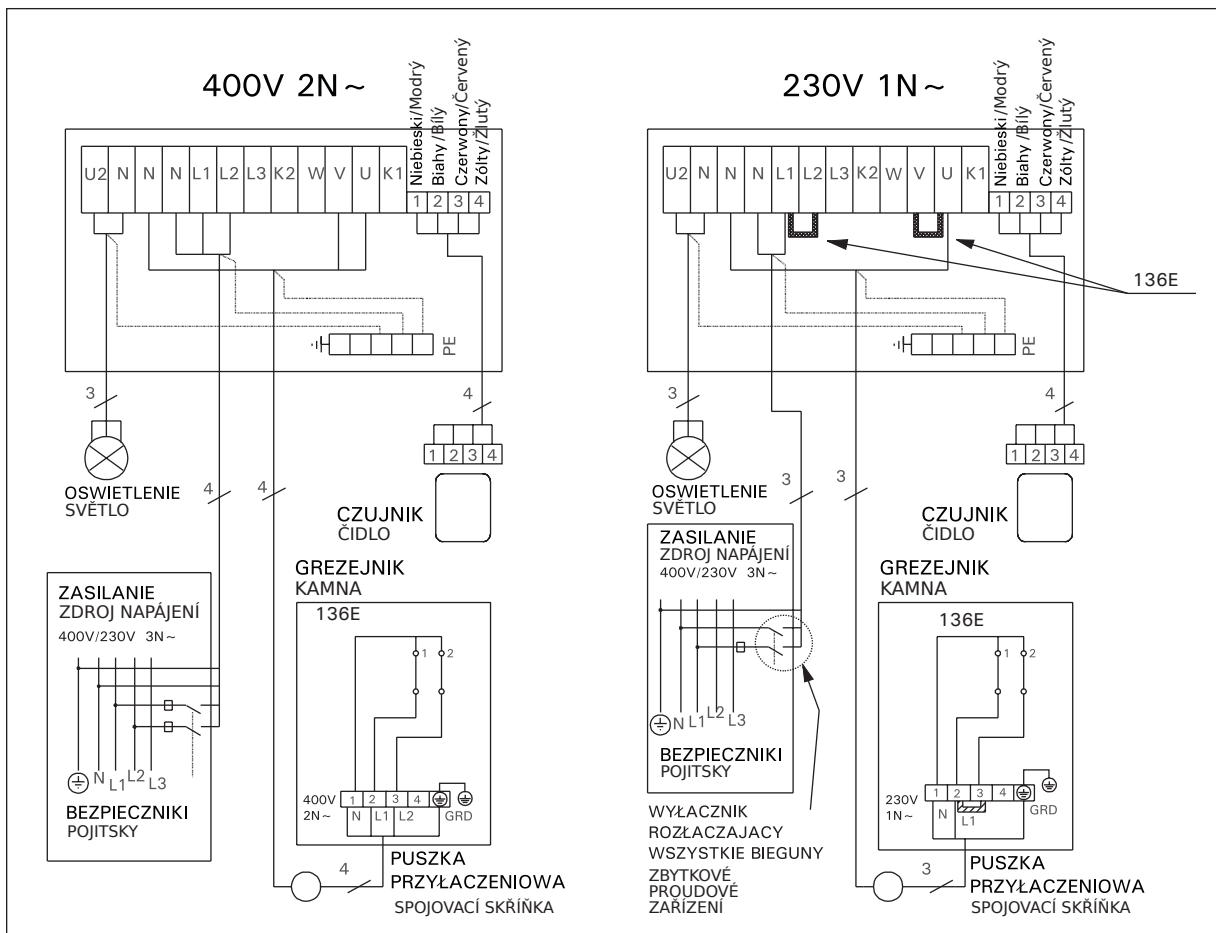 400V 2N~
Niebieski/Modrý
Biahy/Bílý
Czerwony/Červený
Zólty/Žlutý
U2 N N N L1 L2 L3 K2 W V U K1
1 2 3 4
PE
3
4
1 2 3 4
OSWIETLENIE
SVĚTLO
4
4
CZUJNIK
ČIDLO
ZASILANIE
ZDROJ NAPÁJENÍ
400V/230V 3N~
N L1 L2 L3
BEZPIECZNIKI
POJITSKY
GREZEJNIK
KAMNA
136E
1 2
400V
2N~
1 2 3 4
N L1 L2
GRD
4
PUSZKA
PRZYŁACZENIOWA
SPOJOVACÍ SKŘÍŇKA
230V 1N~
Niebieski/Modrý
Biahy/Bílý
Czerwony/Červený
Zólty/Žlutý
U2 N N N L1 L2 L3 K2 W V U K1
1 2 3 4
136E
PE
3
4
1 2 3 4
OSWIETLENIE
SVĚTLO
3
3
CZUJNIK
ČIDLO
ZASILANIE
ZDROJ NAPÁJENÍ
400V/230V 3N~
N L1 L2 L3
BEZPIECZNIKI
POJITSKY
WYŁACZNIK
ROZŁACZAJACY
WSZYSTKIE BIEGUNY
ZBYTKOVÉ
PROUDOVÉ
ZAŘÍZENÍ
GREZEJNIK
KAMNA
136E
1 2
230V
1N~
1 2 3 4
N L1
GRD
3
PUSZKA
PRZYŁACZENIOWA
SPOJOVACÍ SKŘÍŇKA